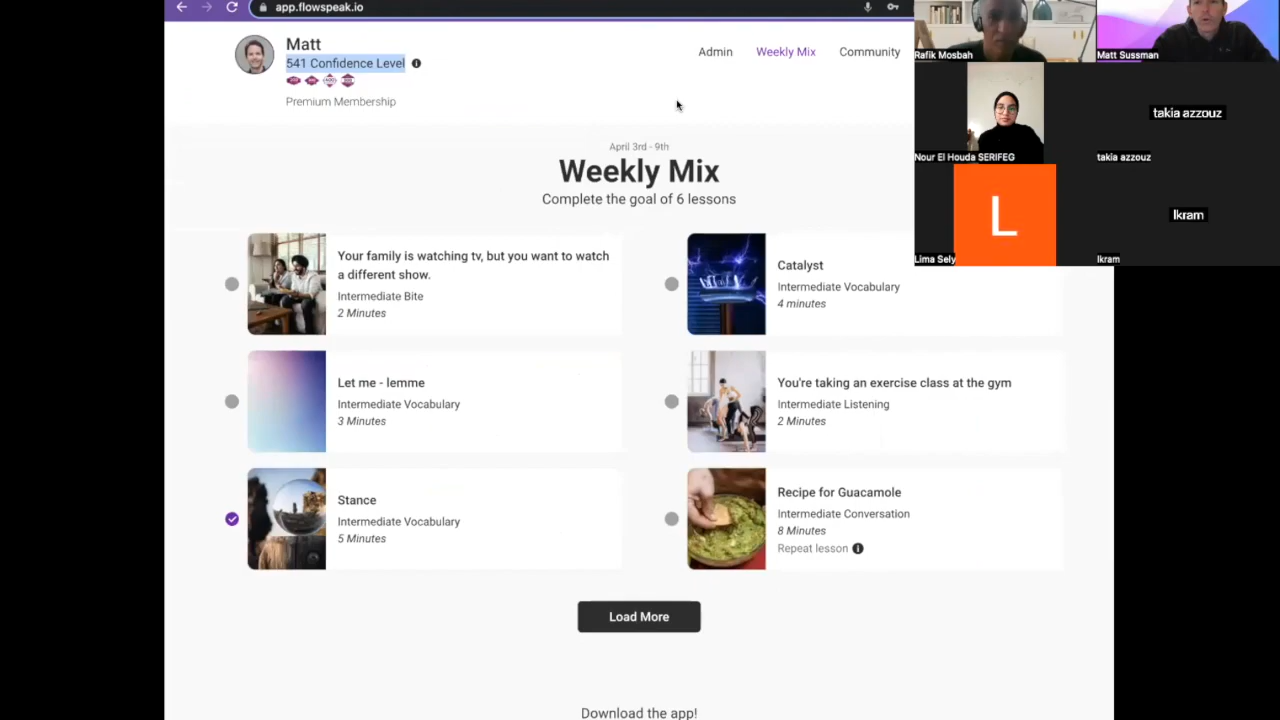 app.flowspeak.io
Matt
541 Confidence Level
Premium Membership
Admin
Weekly Mix
Community
Rafik Mosbah
Matt Sussman
Nour El Houda SERIFEG
takia azzouz
takia azzouz
L
Lima Sely
Ikram
Ikram
April 3rd - 9th
Weekly Mix
Complete the goal of 6 lessons
Your family is watching tv, but you want to watch
a different show.
Intermediate Bite
2 Minutes
Catalyst
Intermediate Vocabulary
4 minutes
Let me - lemme
Intermediate Vocabulary
3 Minutes
You're taking an exercise class at the gym
Intermediate Listening
2 Minutes
Stance
Intermediate Vocabulary
5 Minutes
Recipe for Guacamole
Intermediate Conversation
8 Minutes
Repeat lesson
Load More
Download the app!